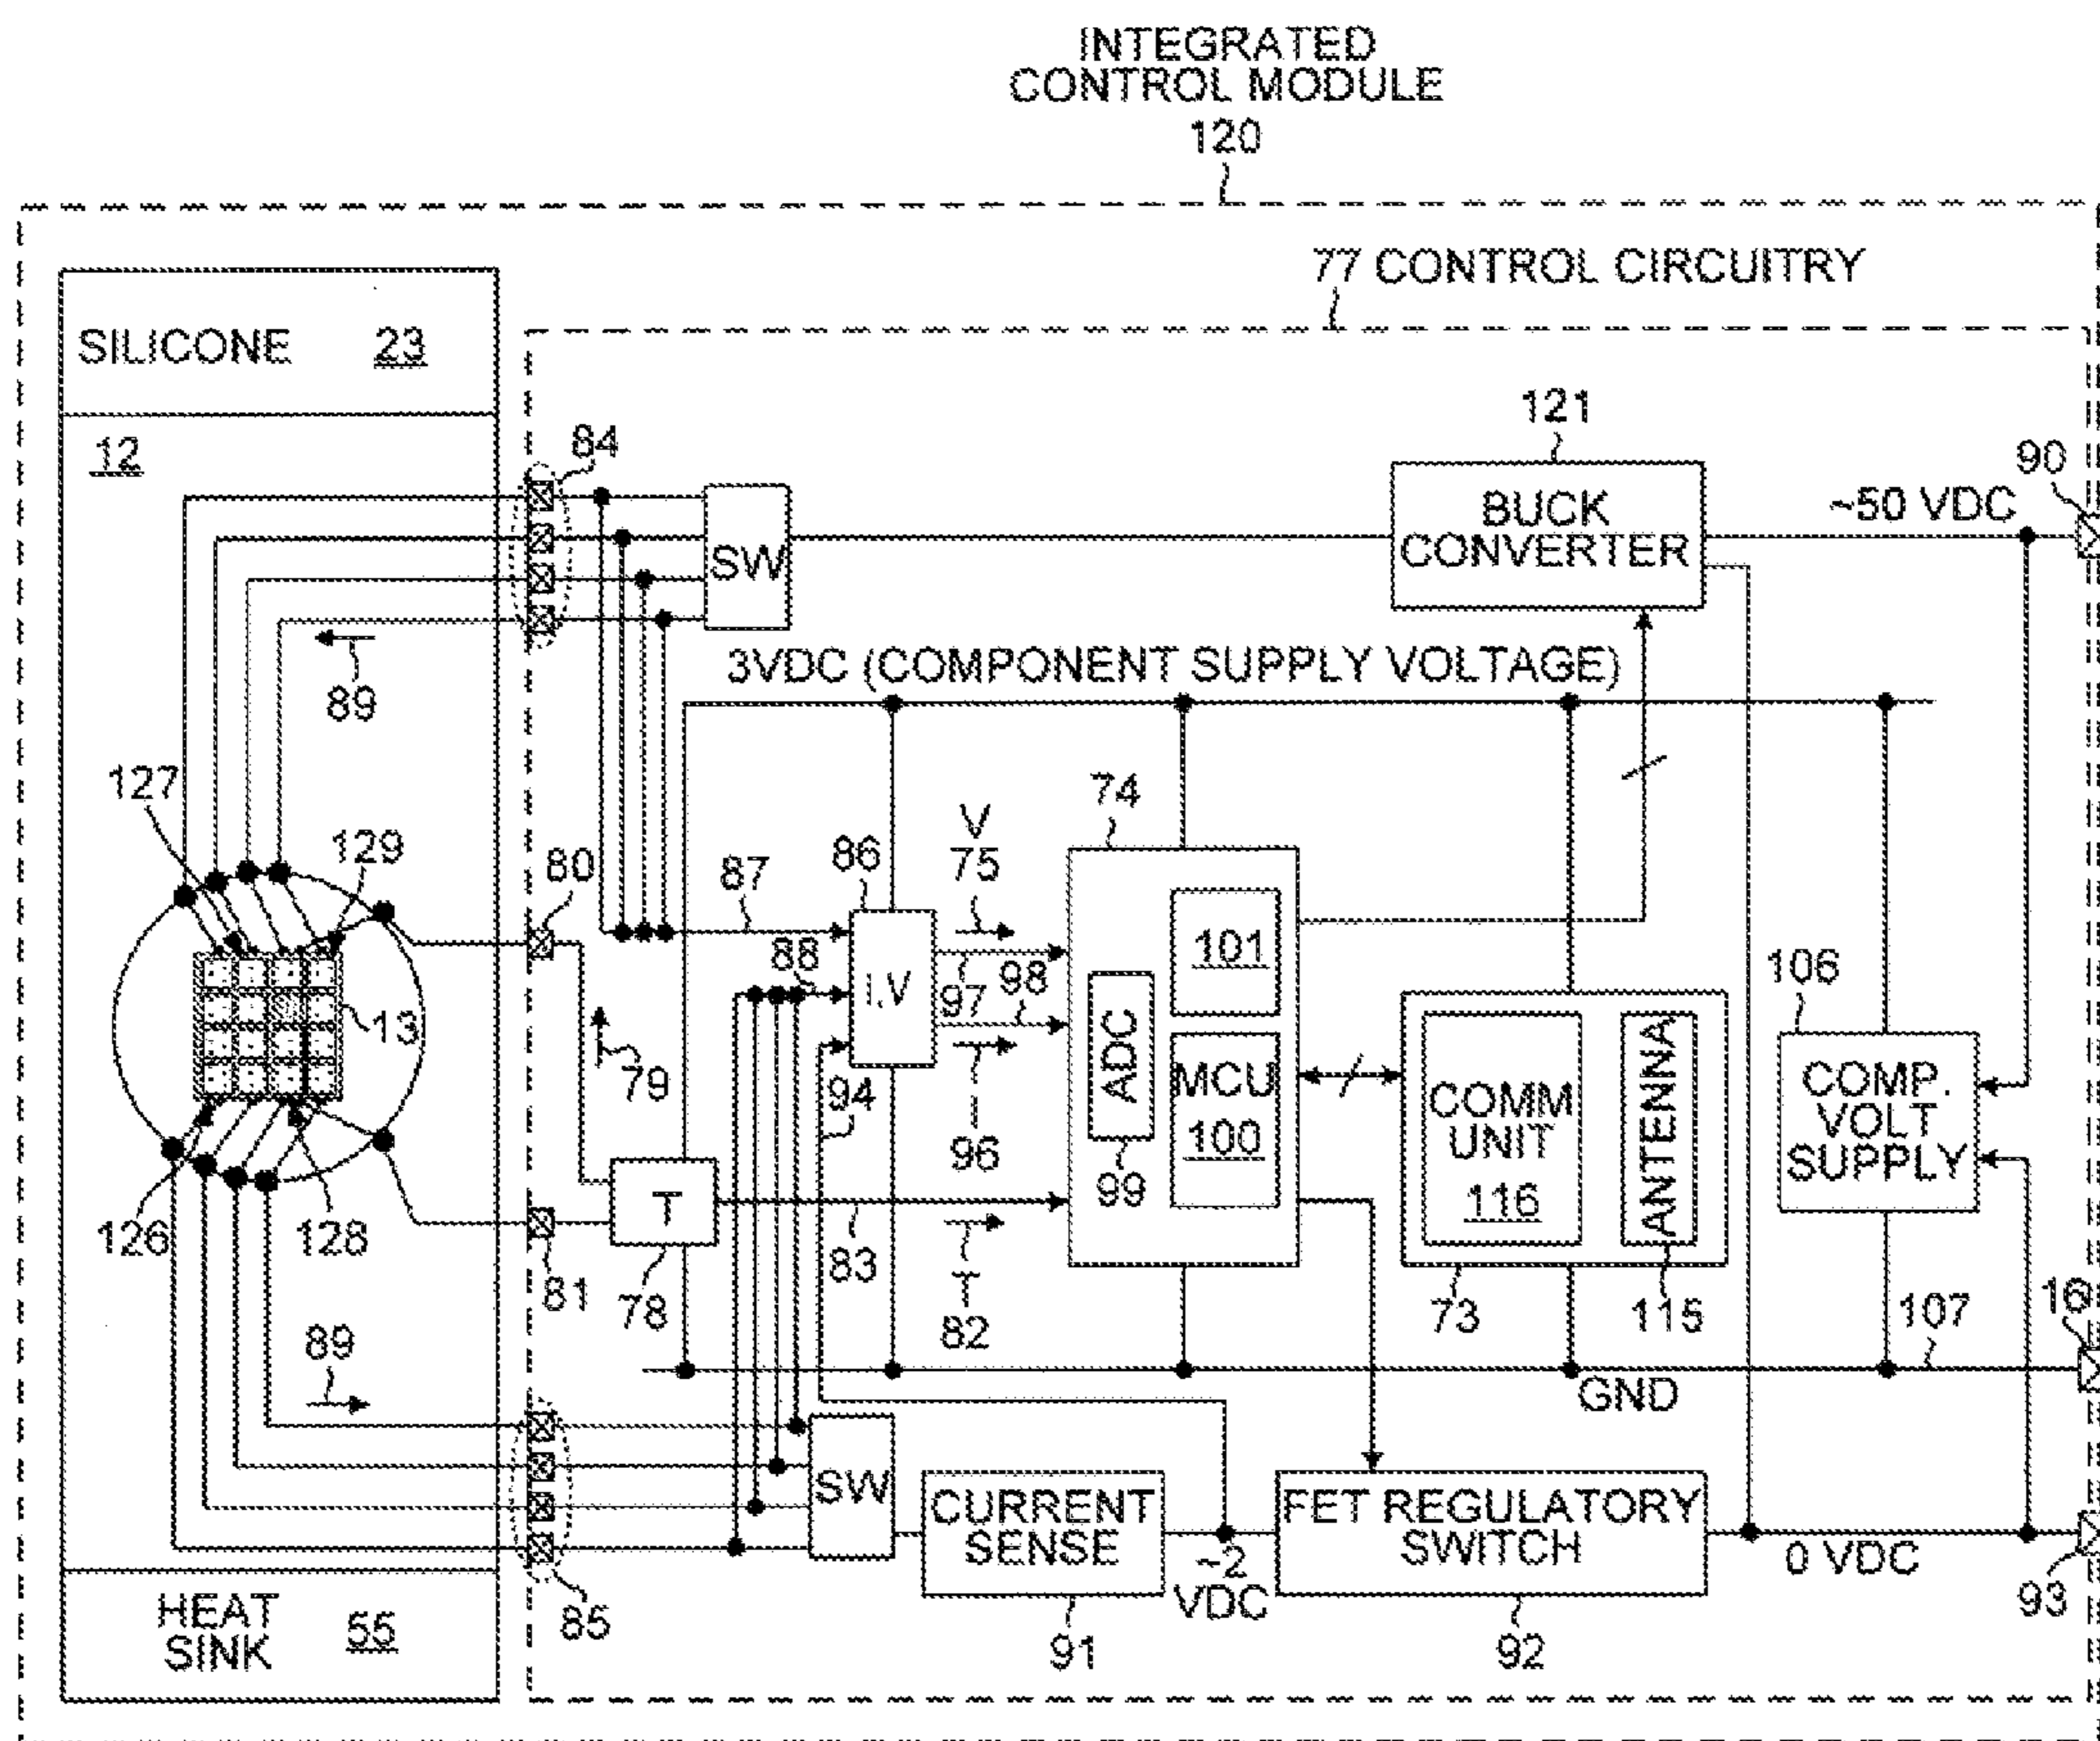 INTEGRATED
CONTROL MODULE
120
77 CONTROL CIRCUITRY
SILICONE 23
12
84
121
90
SW
BUCK
CONVERTER
~50 VDC
89
3VDC (COMPONENT SUPPLY VOLTAGE)
127
129
80
87
86
V
75
74
101
88
I,V
97
98
106
13
79
94
96
ADC
99
MCU
100
COMM
UNIT
116
ANTENNA
COMP.
VOLT
SUPPLY
126
128
81
T
78
83
T
82
73
115
107
16
89
GND
SW
CURRENT
SENSE
~2
VDC
FET REGULATORY
SWITCH
0 VDC
HEAT
SINK 55
85
91
92
93